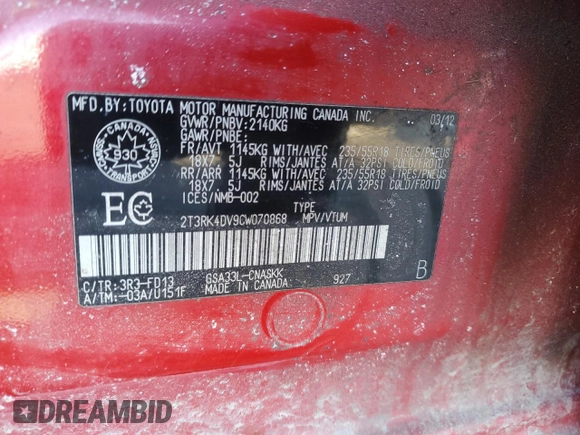 MFD.BY:TOYOTA MOTOR MANUFACTURING CANADA INC. 03/12
GVWR/PNBV:2140KG
GAWR/PNBE:
FR/AVT 1145KG WITH/AVEC 235/55R18 TIRES/PNEUS
18X7.5J RIMS/JANTES AT/A 32PSI COLD/FROID
RR/ARR 1145KG WITH/AVEC 235/55R18 TIRES/PNEUS
18X7.5J RIMS/JANTES AT/A 32PSI COLD/FROID
ICES/NMB-002
CANADA
930
TRANSPORT
EC
TYPE
2T3RK4DV9CW070868 MPV/VTUM
C/TR:3R3-FD13 GSA33L-CNASKK
A/TM:-03A/U151F MADE IN CANADA: 927
B
DREAMBID